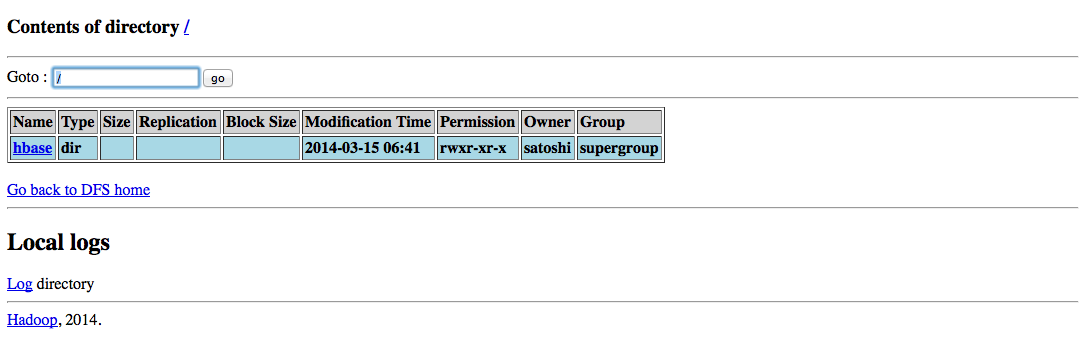 Contents of directory /
Goto : / go
Name Type Size Replication Block Size Modification Time Permission Owner Group
hbase dir 2014-03-15 06:41 rwxr-xr-x satoshi supergroup
Go back to DFS home
Local logs
Log directory
Hadoop, 2014.